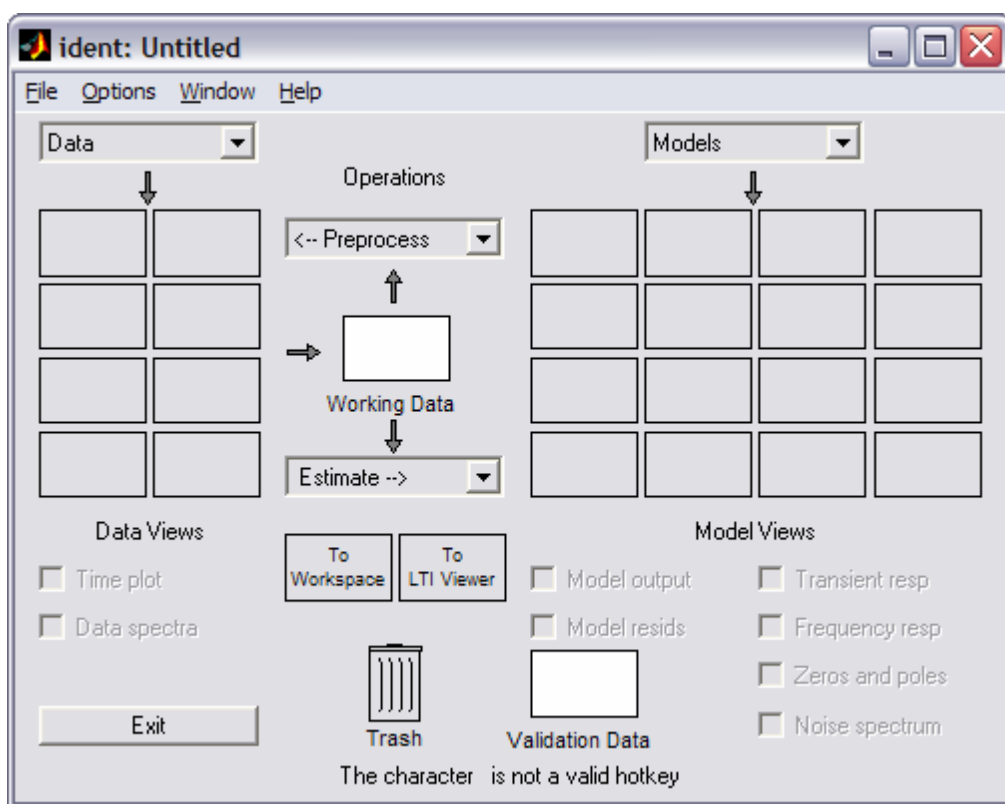 ident: Untitled
File Options Window Help
Data
Models
Operations
<-- Preprocess
Working Data
Estimate -->
Data Views
Model Views
To Workspace
To LTI Viewer
Time plot
Data spectra
Model output
Transient resp
Model resids
Frequency resp
Zeros and poles
Noise spectrum
Exit
Trash
Validation Data
The character is not a valid hotkey